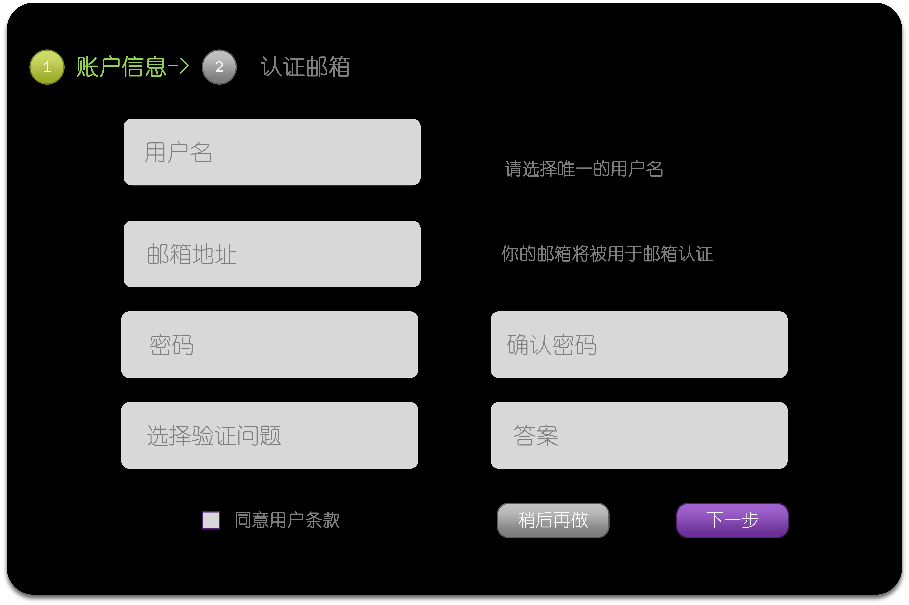 1 账户信息-> 2 认证邮箱
用户名
请选择唯一的用户名
邮箱地址
你的邮箱将被用于邮箱认证
密码
确认密码
选择验证问题
答案
同意用户条款
稍后再做
下一步